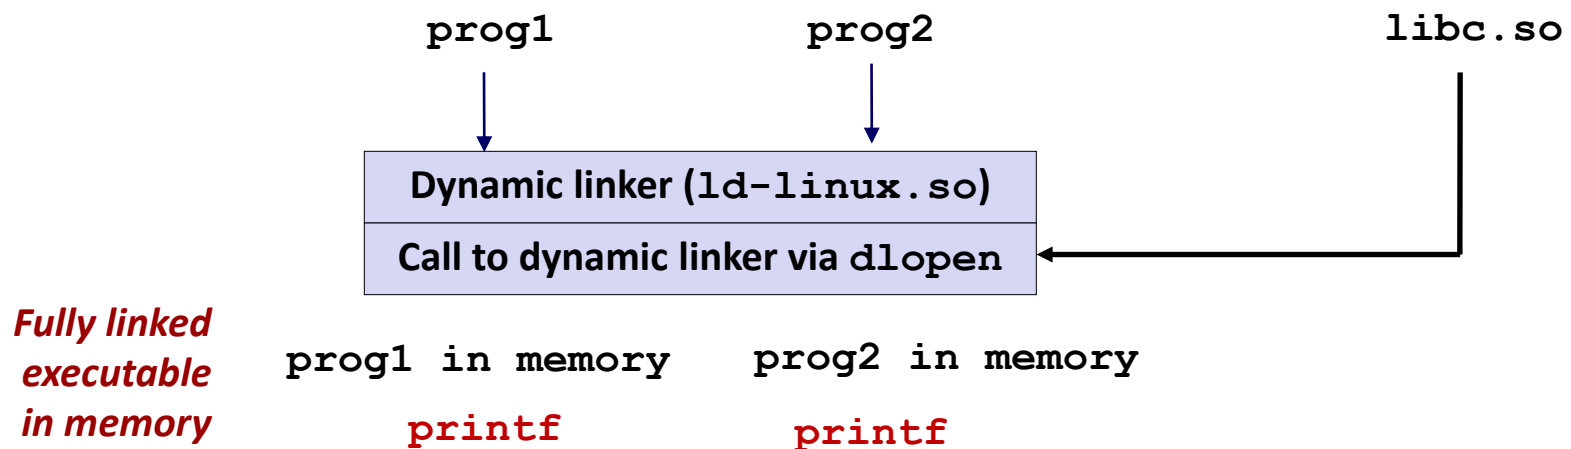 prog1
prog2
libc.so
Dynamic linker (ld-linux.so)
Call to dynamic linker via dlopen
Fully linked
executable
in memory
prog1 in memory
prog2 in memory
printf
printf